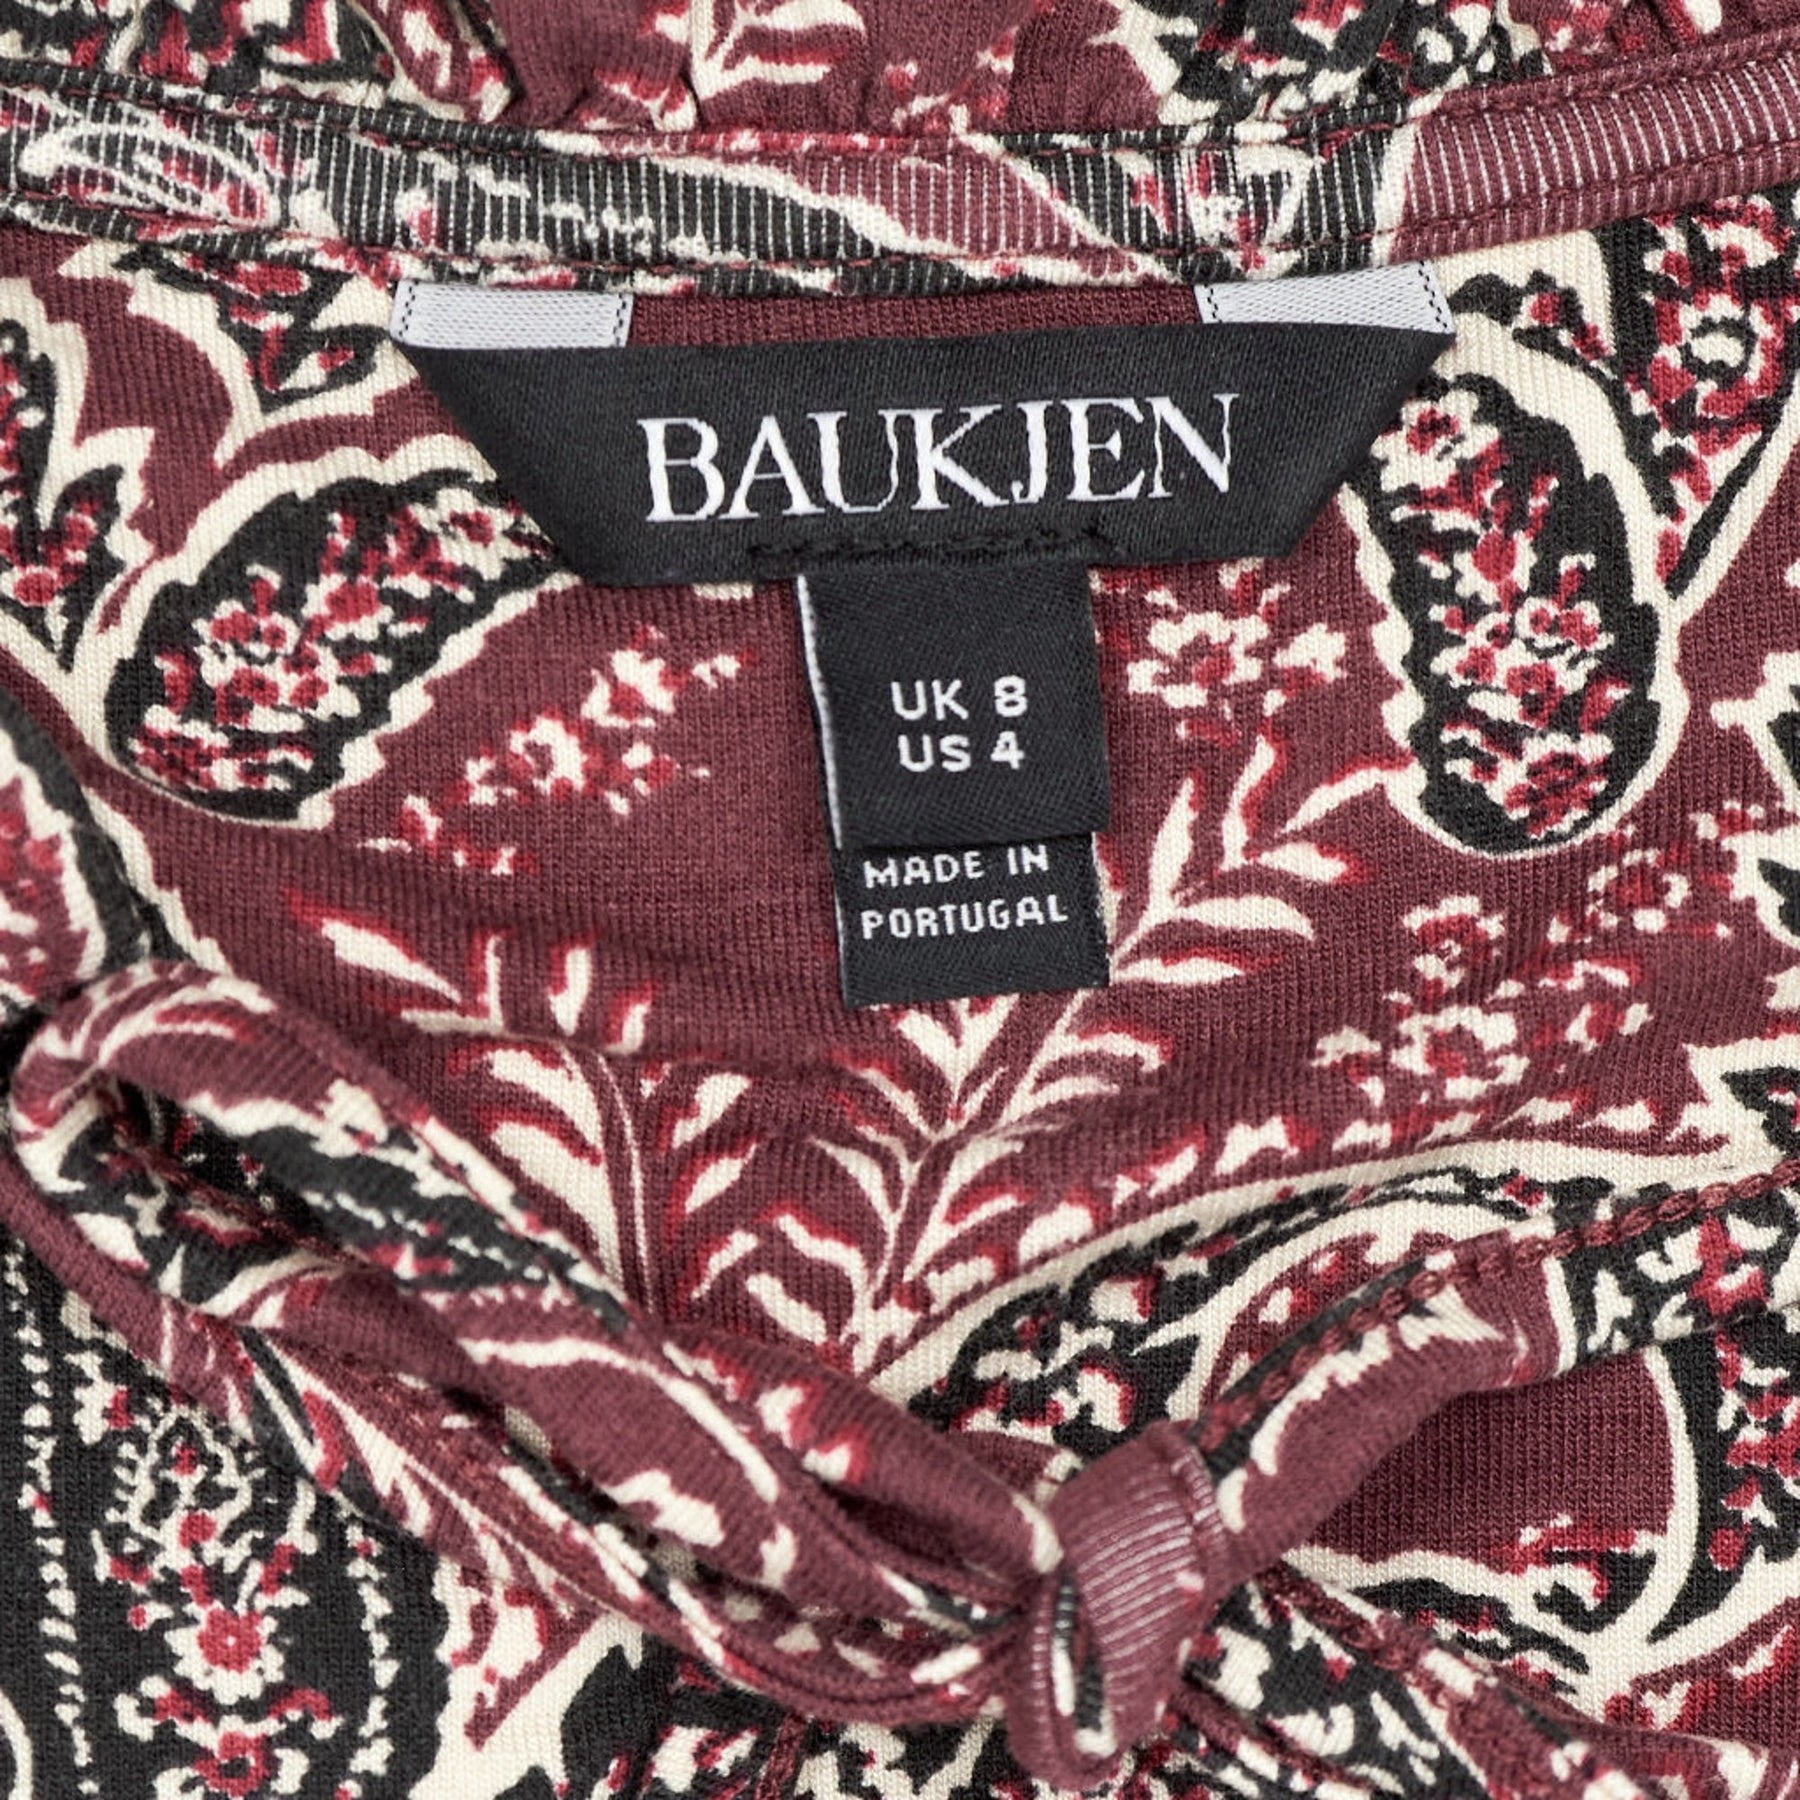 BAUKJEN
UK 8
US 4
MADE IN
PORTUGAL